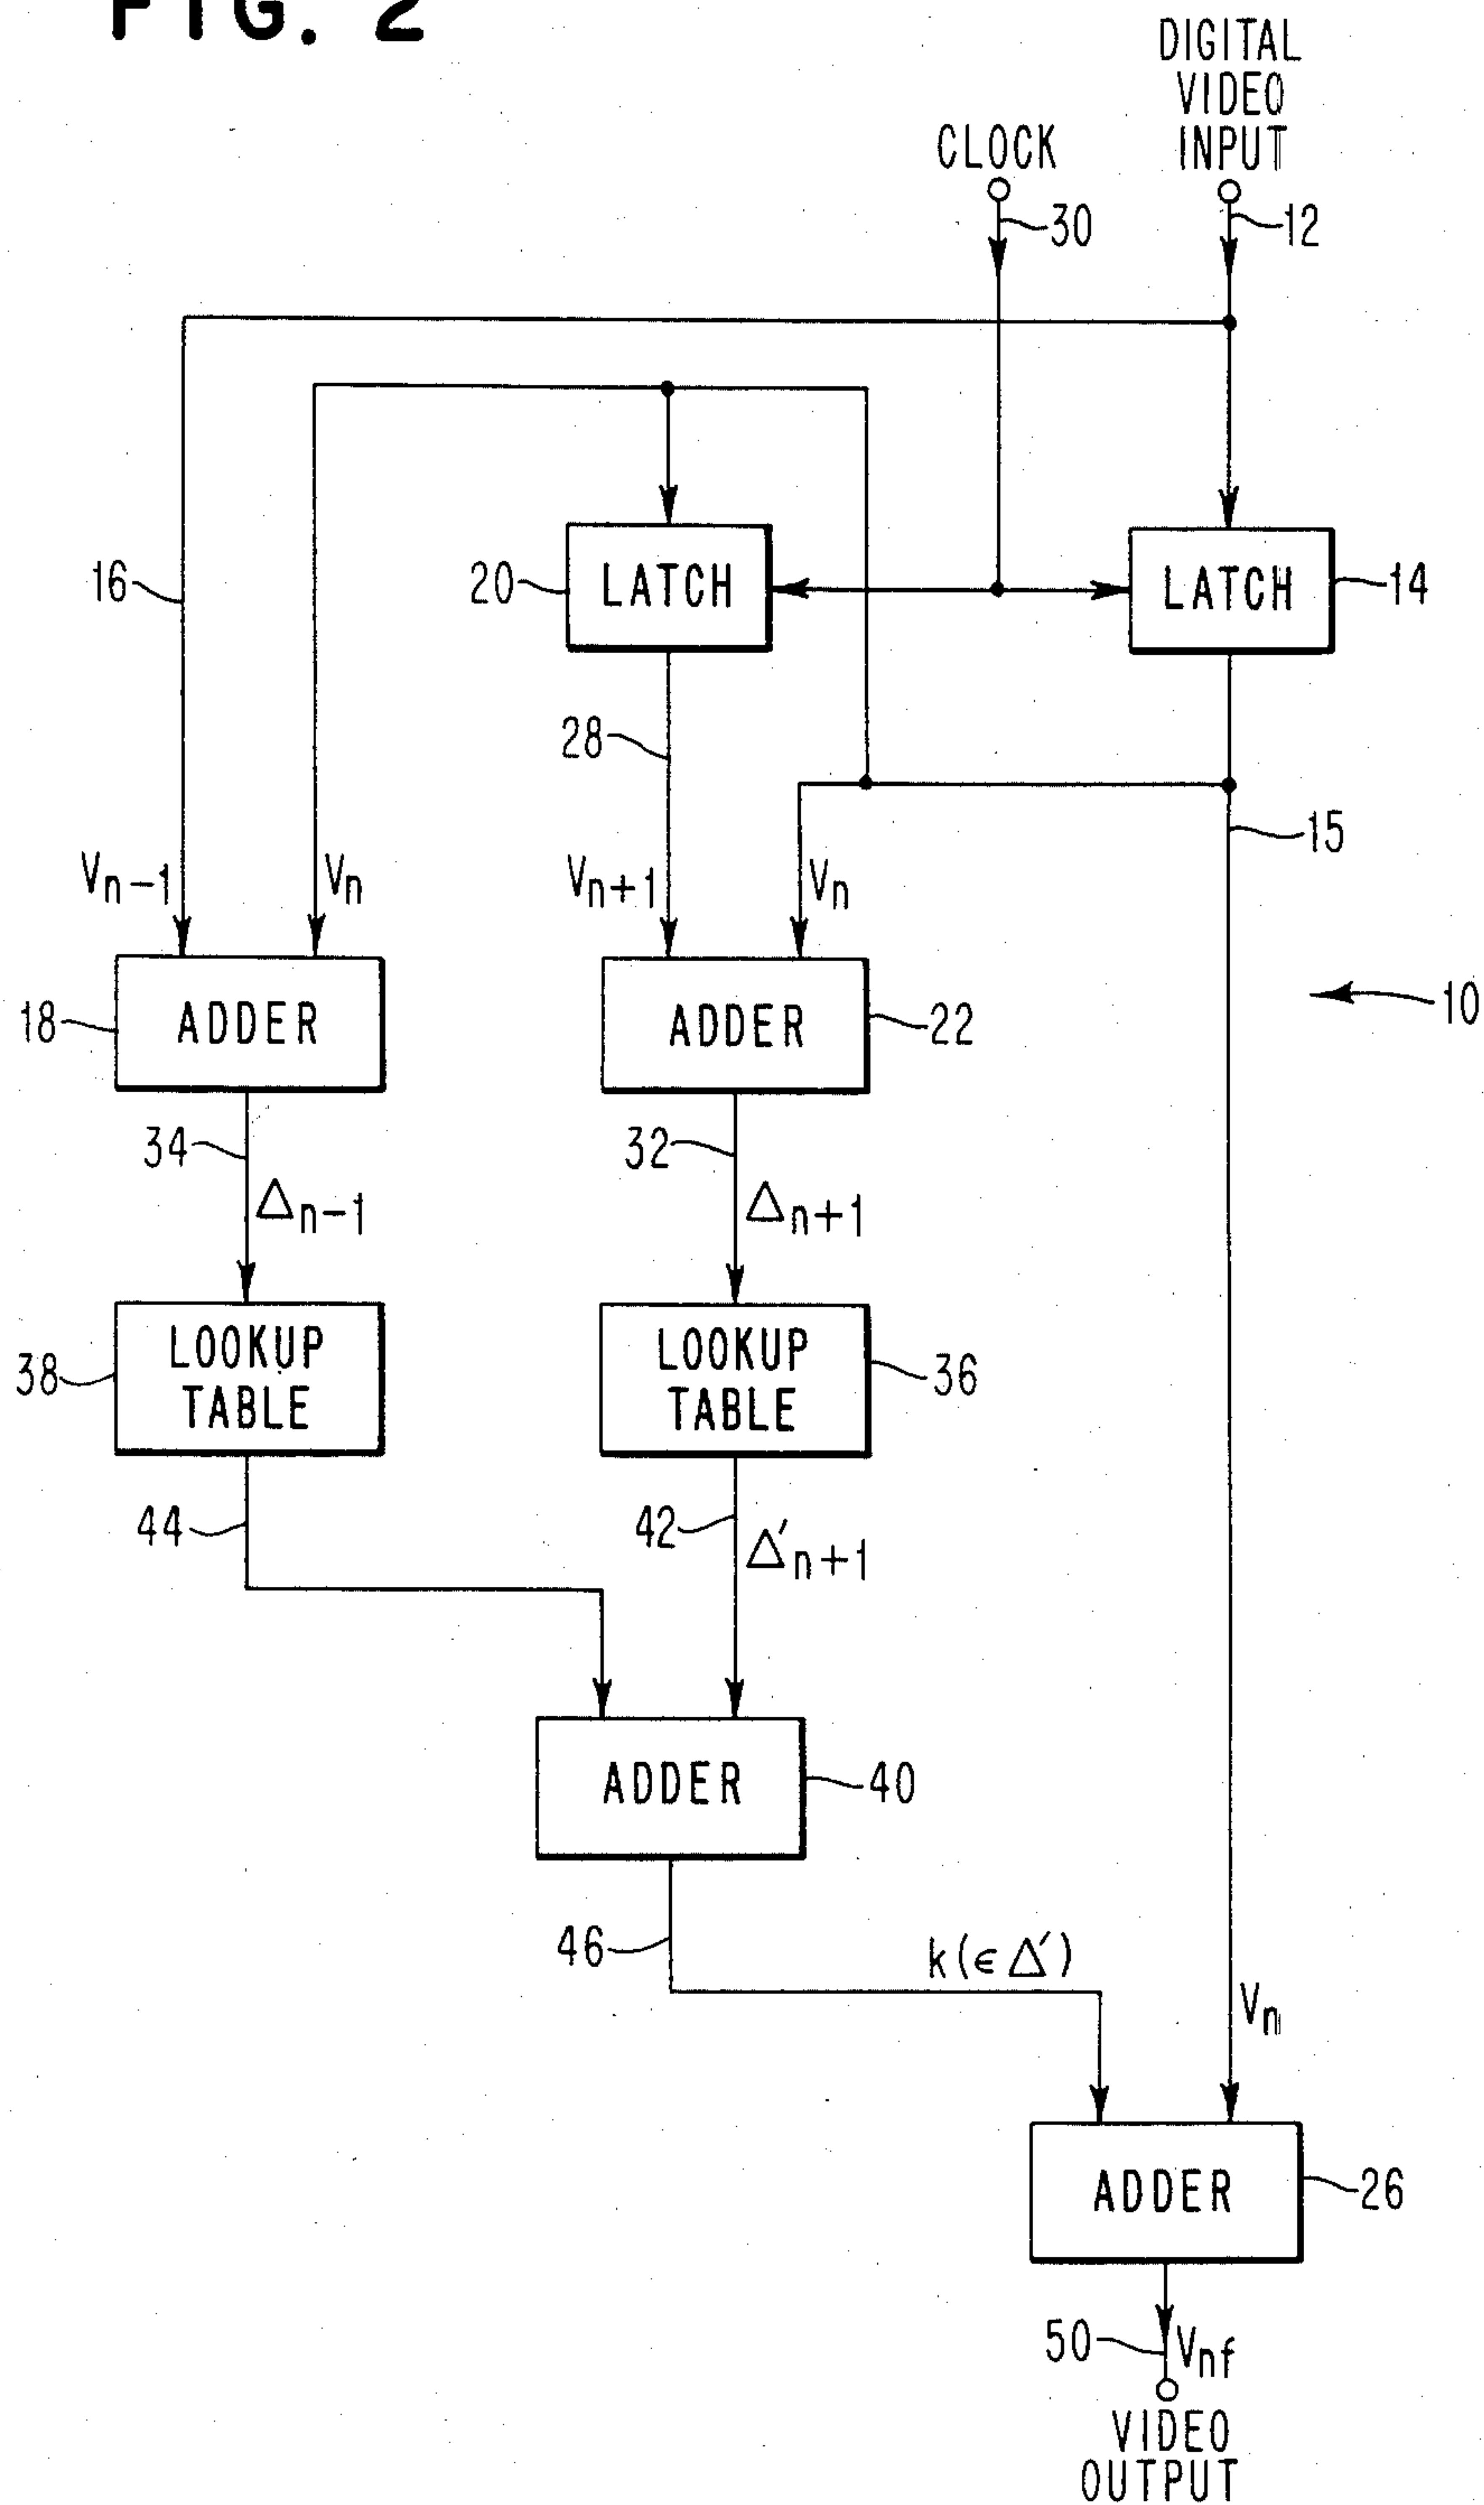 FIG. 2
DIGITAL
VIDEO
INPUT
CLOCK
30
12
16
20
LATCH
LATCH
14
28
15
Vn-1
Vn
Vn+1
Vn
10
18
ADDER
ADDER
22
34
Δn-1
32
Δn+1
38
LOOKUP
TABLE
LOOKUP
TABLE
36
44
42
Δ'n+1
ADDER
40
46
k(ϵΔ')
Vn
ADDER
26
50
Vnf
VIDEO
OUTPUT